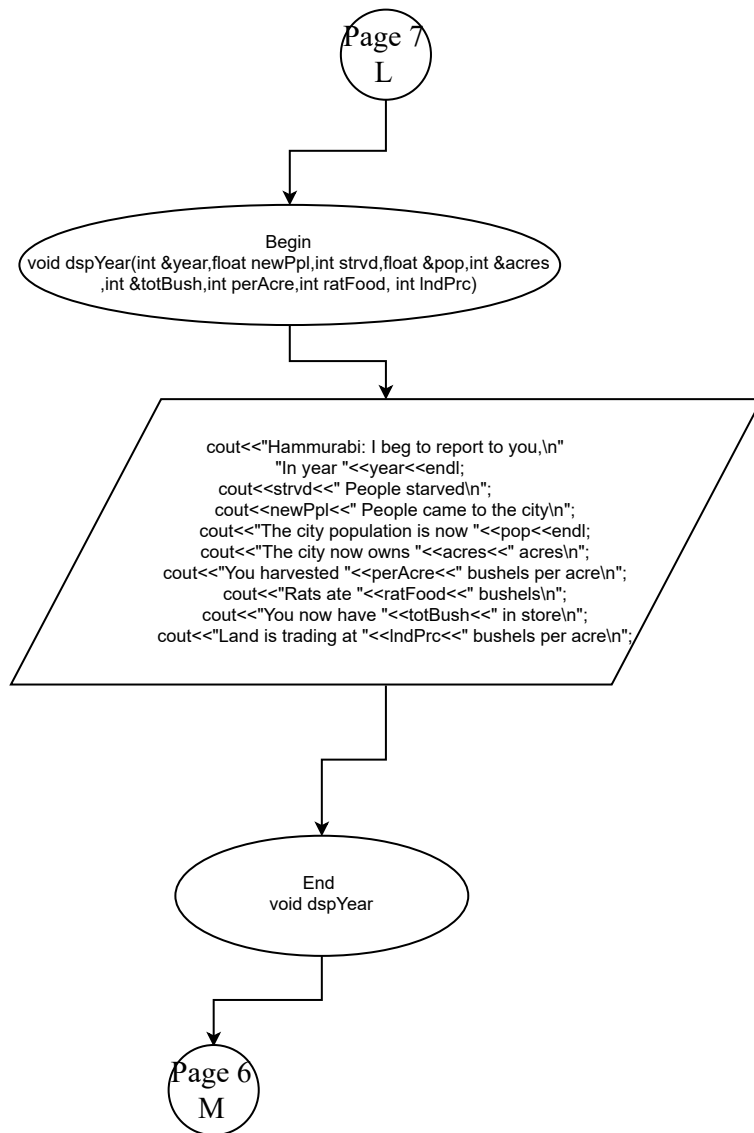 Page 7
L
Begin
void dspYear(int &year,float newPpl,int strvd,float &pop,int &acres
,int &totBush,int perAcre,int ratFood, int lndPrc)
cout<<"Hammurabi: I beg to report to you,\n"
"In year "<<year<<endl;
cout<<strvd<<" People starved\n";
cout<<newPpl<<" People came to the city\n";
cout<<"The city population is now "<<pop<<endl;
cout<<"The city now owns "<<acres<<" acres\n";
cout<<"You harvested "<<perAcre<<" bushels per acre\n";
cout<<"Rats ate "<<ratFood<<" bushels\n";
cout<<"You now have "<<totBush<<" in store\n";
cout<<"Land is trading at "<<lndPrc<<" bushels per acre\n";
End
void dspYear
Page 6
M